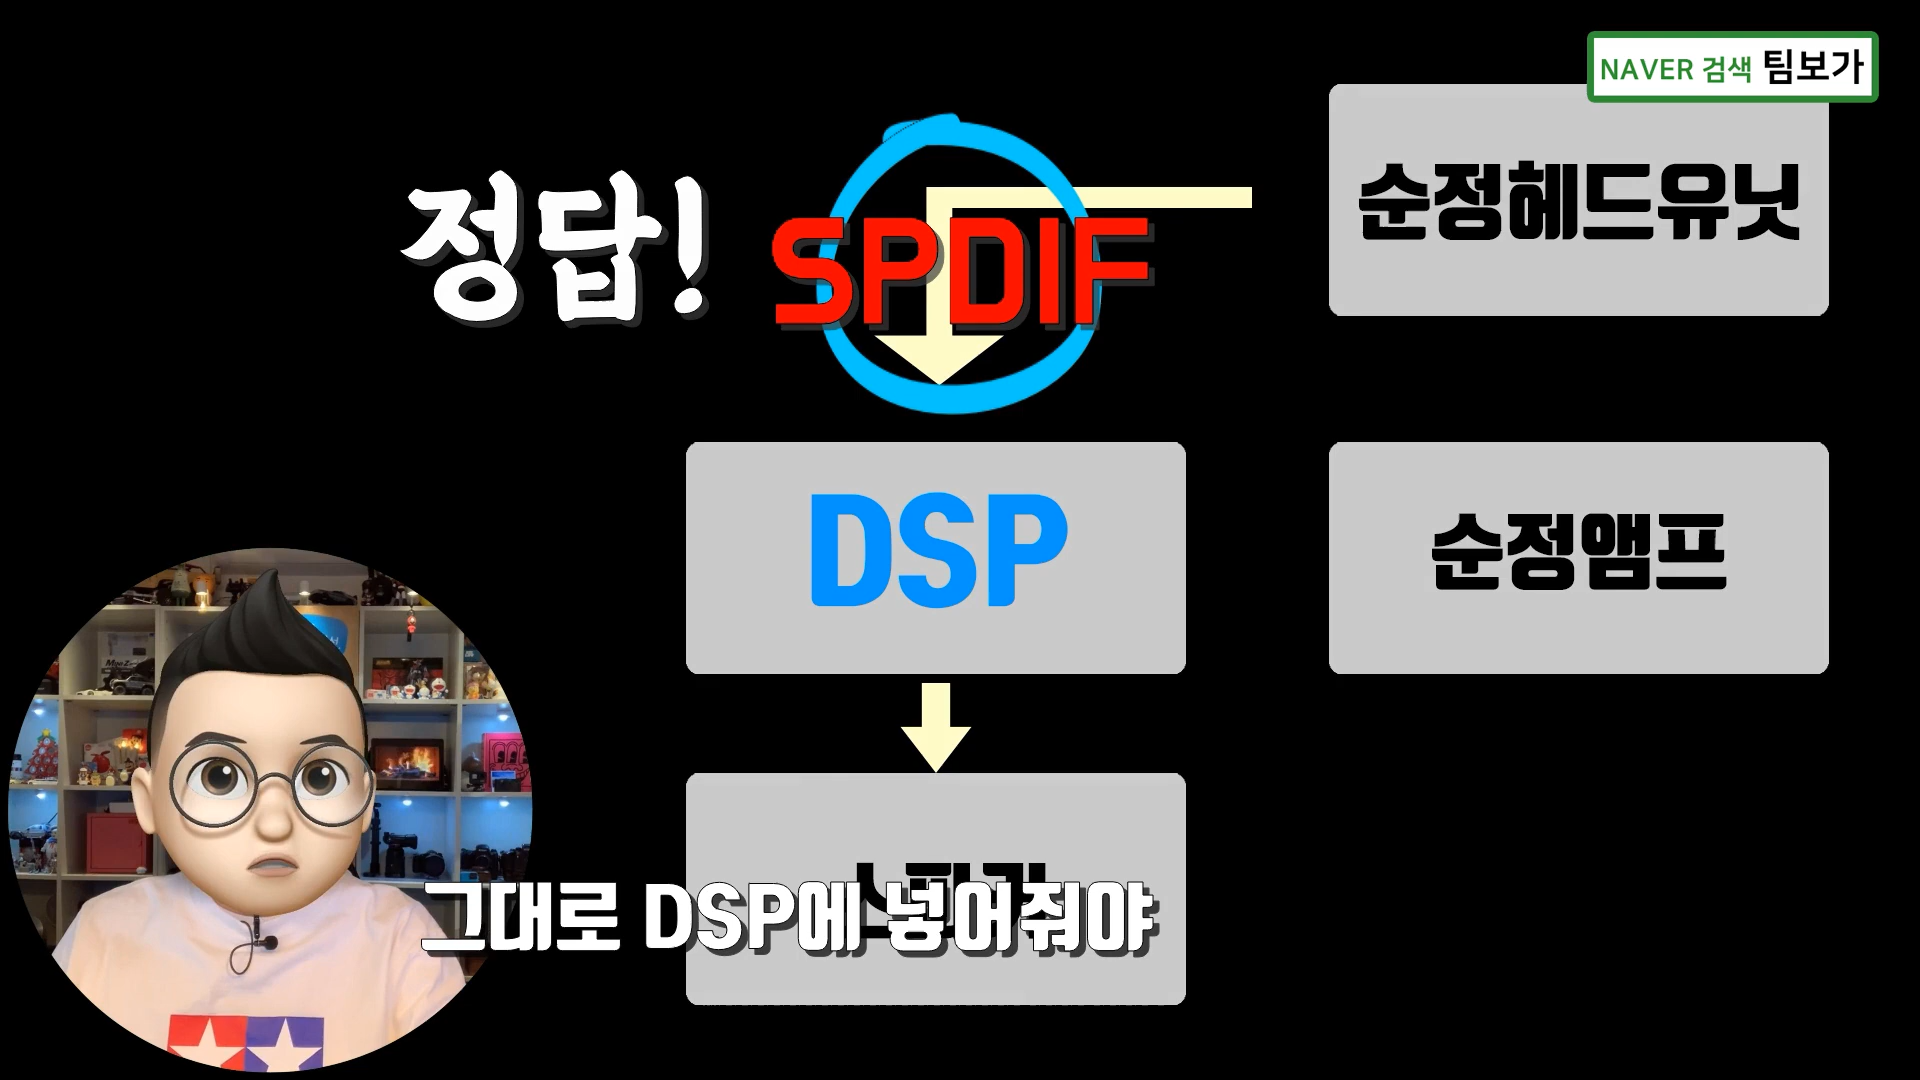 NAVER 검색 팀보가
정답!
SPDIF
순정헤드유닛
DSP
순정앰프
그대로 DSP에 넣어줘야